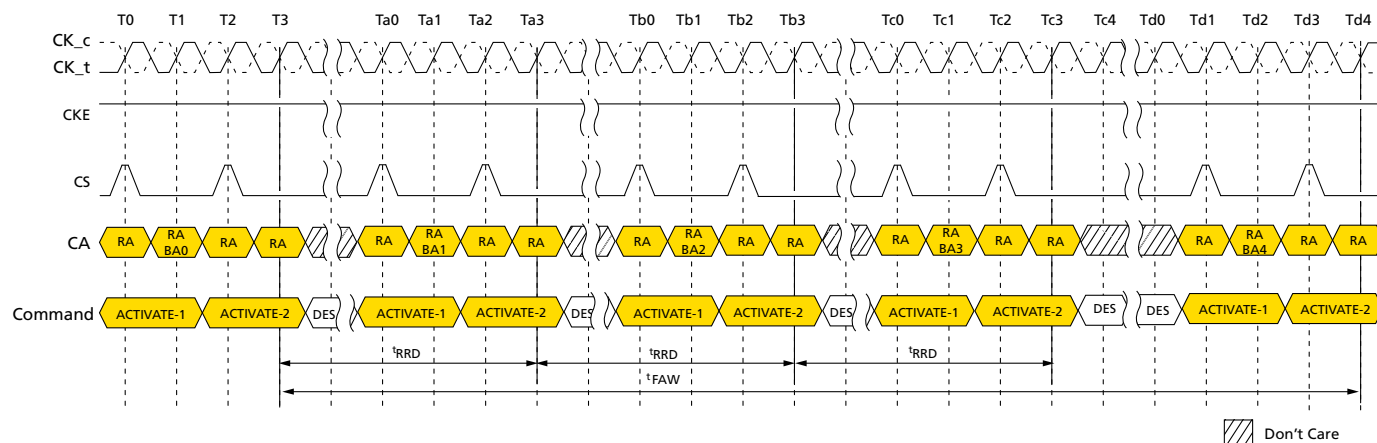 T0 T1 T2 T3 Ta0 Ta1 Ta2 Ta3 Tb0 Tb1 Tb2 Tb3 Tc0 Tc1 Tc2 Tc3 Tc4 Td0 Td1 Td2 Td3 Td4
CK_c
CK_t
CKE
CS
CA RA RA BA0 RA RA RA RA BA1 RA RA RA RA BA2 RA RA RA RA BA3 RA RA RA RA BA4 RA RA
Command ACTIVATE-1 ACTIVATE-2 DES ACTIVATE-1 ACTIVATE-2 DES ACTIVATE-1 ACTIVATE-2 DES ACTIVATE-1 ACTIVATE-2 DES DES ACTIVATE-1 ACTIVATE-2
tRRD tRRD tRRD
tFAW
Don't Care